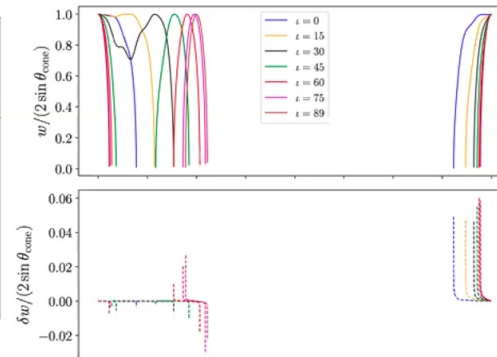 w/(2 sin θcone)
1.0
0.8
0.6
0.4
0.2
0.0
ι = 0
ι = 15
ι = 30
ι = 45
ι = 60
ι = 75
ι = 89
δw/(2 sin θcone)
0.06
0.04
0.02
0.00
−0.02